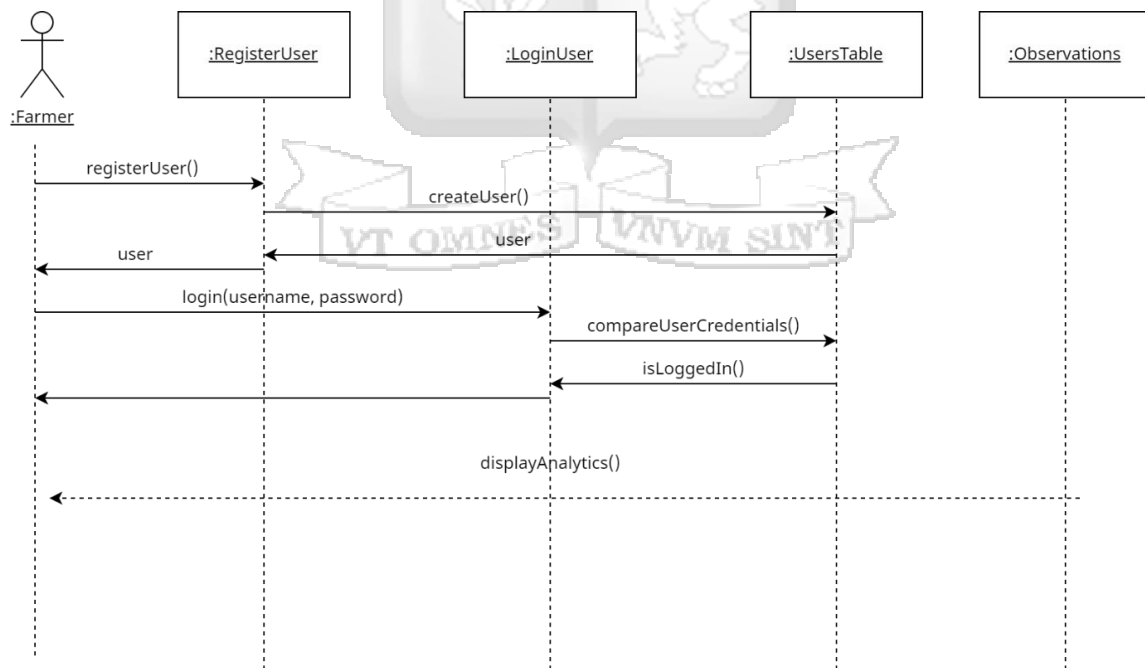 :RegisterUser
:LoginUser
:UsersTable
:Observations
:Farmer
registerUser()
createUser()
VT OMNES VNVM SINT
user
user
login(username, password)
compareUserCredentials()
isLoggedIn()
displayAnalytics()